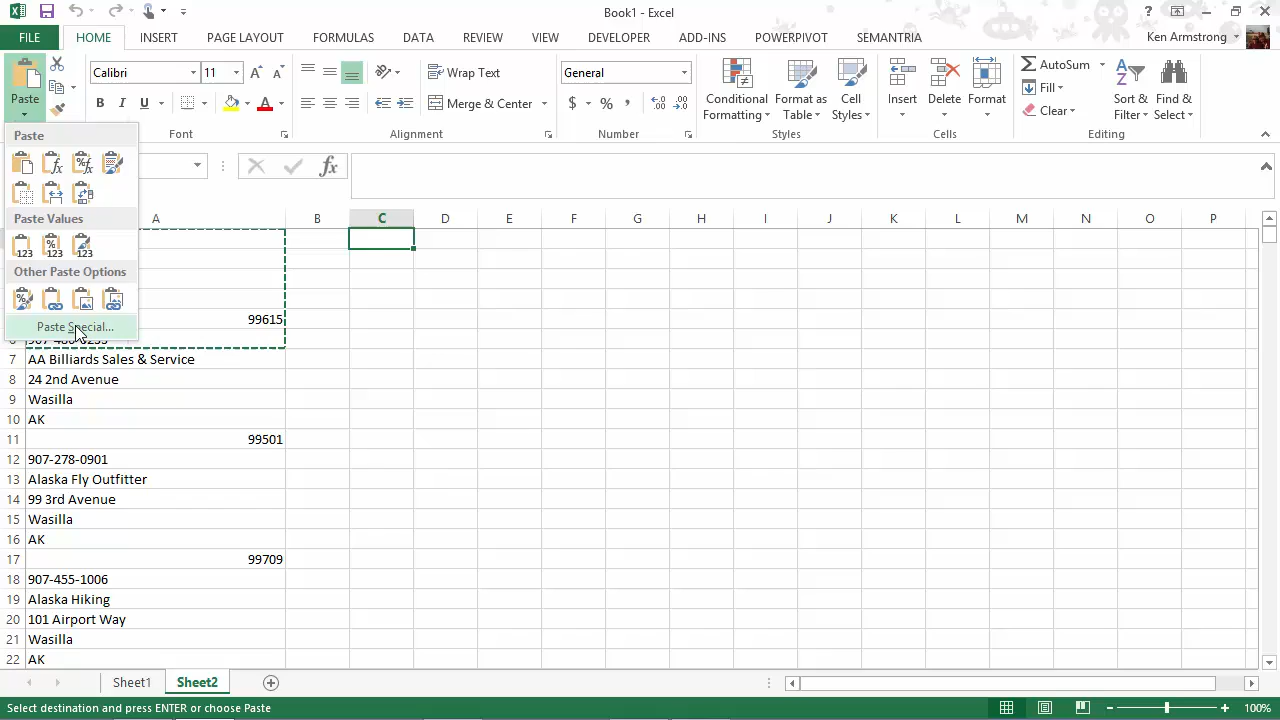 Book1 - Excel
?
FILE HOME INSERT PAGE LAYOUT FORMULAS DATA REVIEW VIEW DEVELOPER ADD-INS POWERPIVOT SEMANTRIA
Ken Armstrong
Paste
Calibri 11
B I U A
Font
Wrap Text
Merge & Center
Alignment
General
$ % ,
Number
Conditional Formatting
Format as Table
Cell Styles
Styles
Insert Delete Format
Cells
AutoSum
Fill
Clear
Sort & Filter
Find & Select
Editing
Paste
Paste Values
123 123 123
Other Paste Options
Paste Special...
fx
A B C D E F G H I J K L M N O P
99615
7 AA Billiards Sales & Service
8 24 2nd Avenue
9 Wasilla
10 AK
11 99501
12 907-278-0901
13 Alaska Fly Outfitter
14 99 3rd Avenue
15 Wasilla
16 AK
17 99709
18 907-455-1006
19 Alaska Hiking
20 101 Airport Way
21 Wasilla
22 AK
Sheet1 Sheet2
Select destination and press ENTER or choose Paste
100%